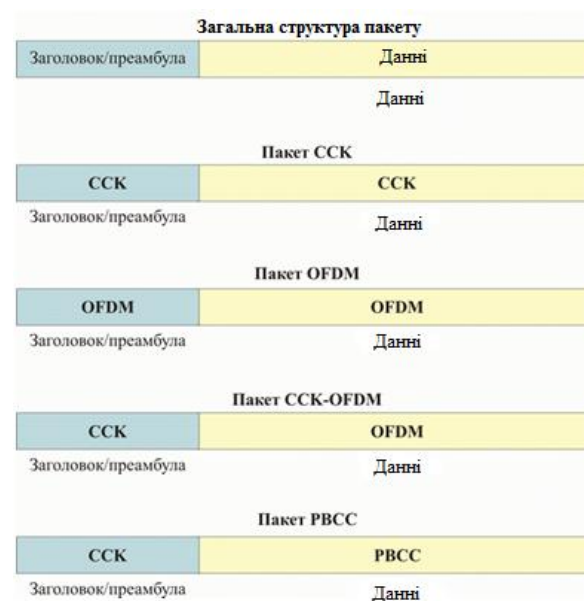 Загальна структура пакету
Заголовок/преамбула Данні
Данні
Пакет CCK
CCK CCK
Заголовок/преамбула Данні
Пакет OFDM
OFDM OFDM
Заголовок/преамбула Данні
Пакет CCK-OFDM
CCK OFDM
Заголовок/преамбула Данні
Пакет PBCC
CCK PBCC
Заголовок/преамбула Данні